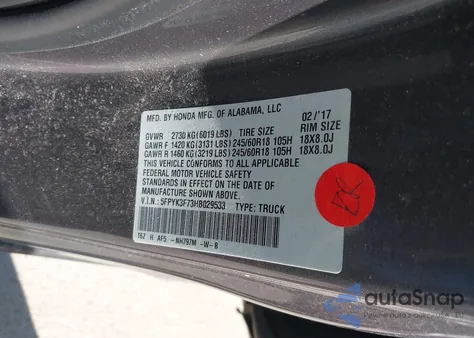 MFD. BY HONDA MFG. OF ALABAMA, LLC 02/'17
GVWR 2730 KG(6019 LBS) TIRE SIZE RIM SIZE
GAWR F 1420 KG(3131 LBS) 245/60R18 105H 18X8.0J
GAWR R 1460 KG(3219 LBS) 245/60R18 105H 18X8.0J
THIS VEHICLE CONFORMS TO ALL APPLICABLE
FEDERAL MOTOR VEHICLE SAFETY STANDARDS
IN EFFECT ON THE DATE OF
MANUFACTURE SHOWN ABOVE.
V.I.N.: 5FPYK3F73HB029533 TYPE: TRUCK
T6Z H AF5 -NH797M -W-B
autoSnap